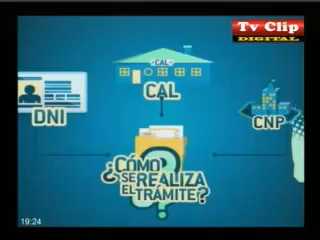 Tv Clip
DIGITAL
CAL
CAL
DNI
CNP
¿CÓMO
SE REALIZA
EL TRÁMITE?
19:24